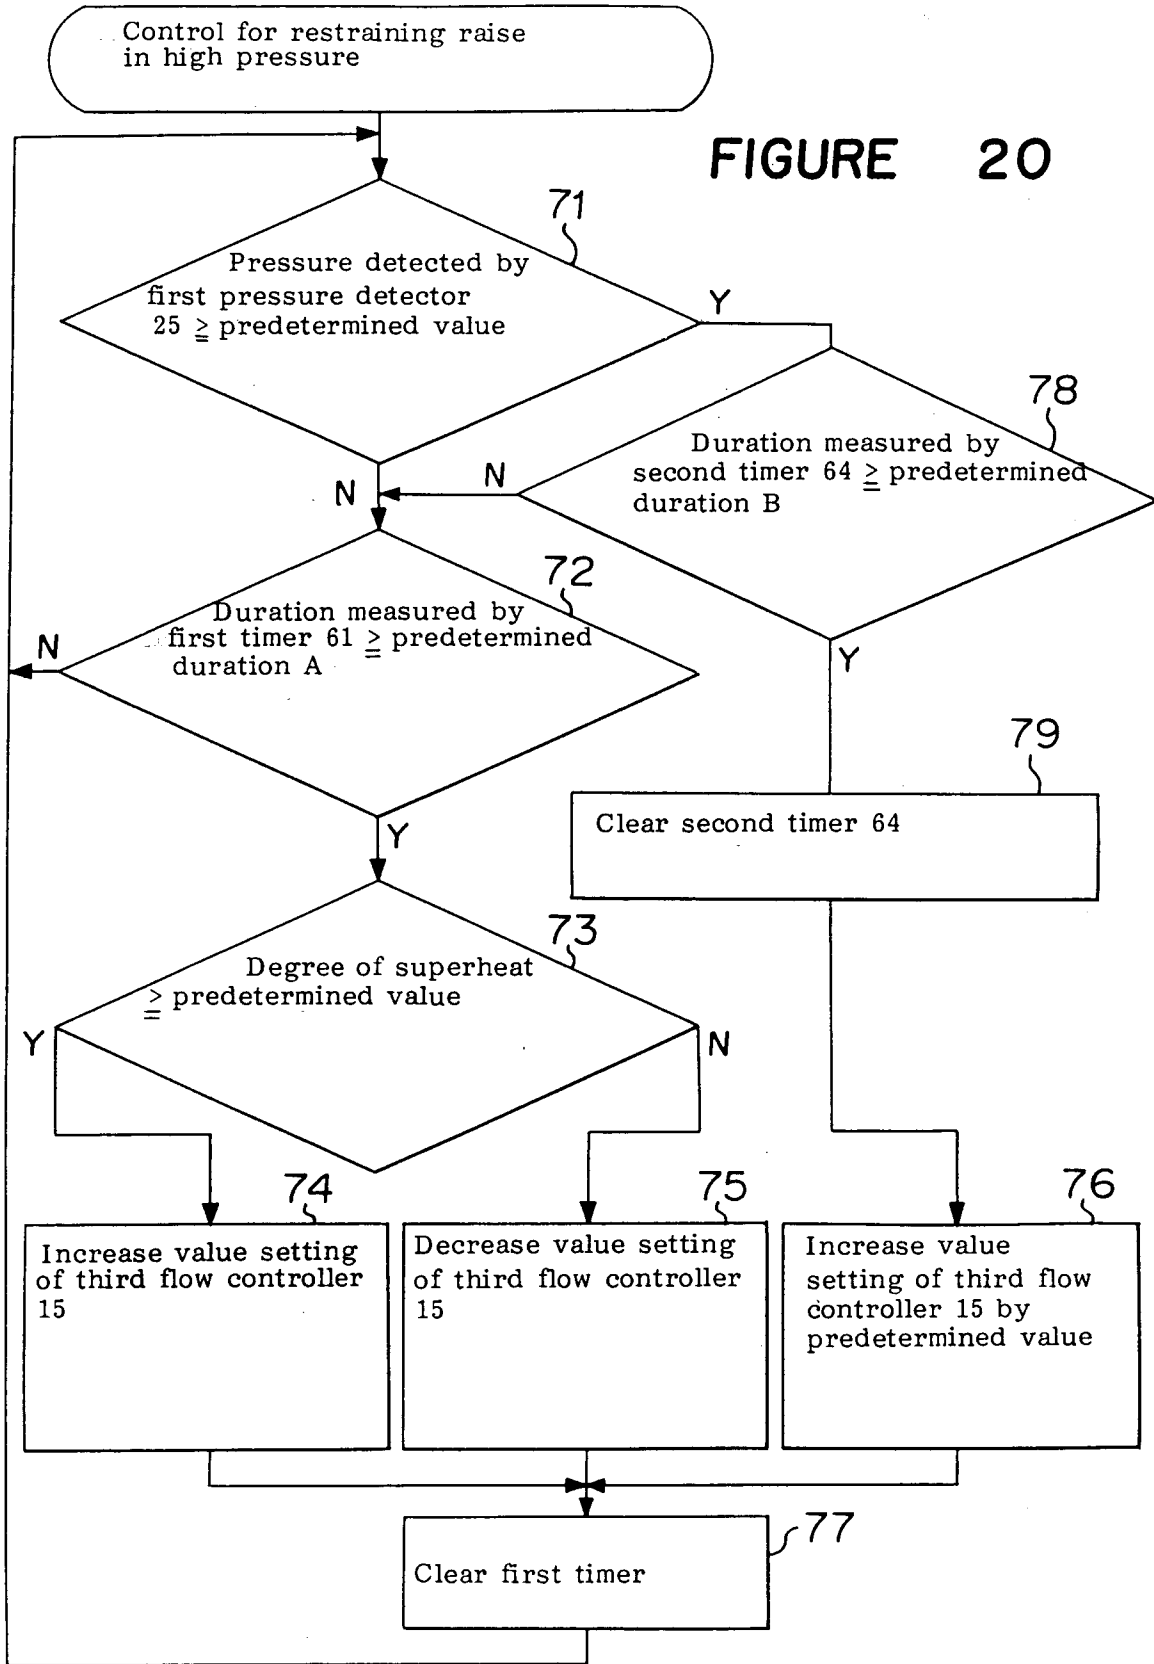 Control for restraining raise
in high pressure
FIGURE 20
71
Pressure detected by
first pressure detector
25 ≧ predetermined value
Y
N
78
Duration measured by
second timer 64 ≧ predetermined
duration B
N
Y
72
Duration measured by
first timer 61 ≧ predetermined
duration A
N
Y
79
Clear second timer 64
73
Degree of superheat
≧ predetermined value
Y
N
74
Increase value setting
of third flow controller
15
75
Decrease value setting
of third flow controller
15
76
Increase value
setting of third flow
controller 15 by
predetermined value
77
Clear first timer